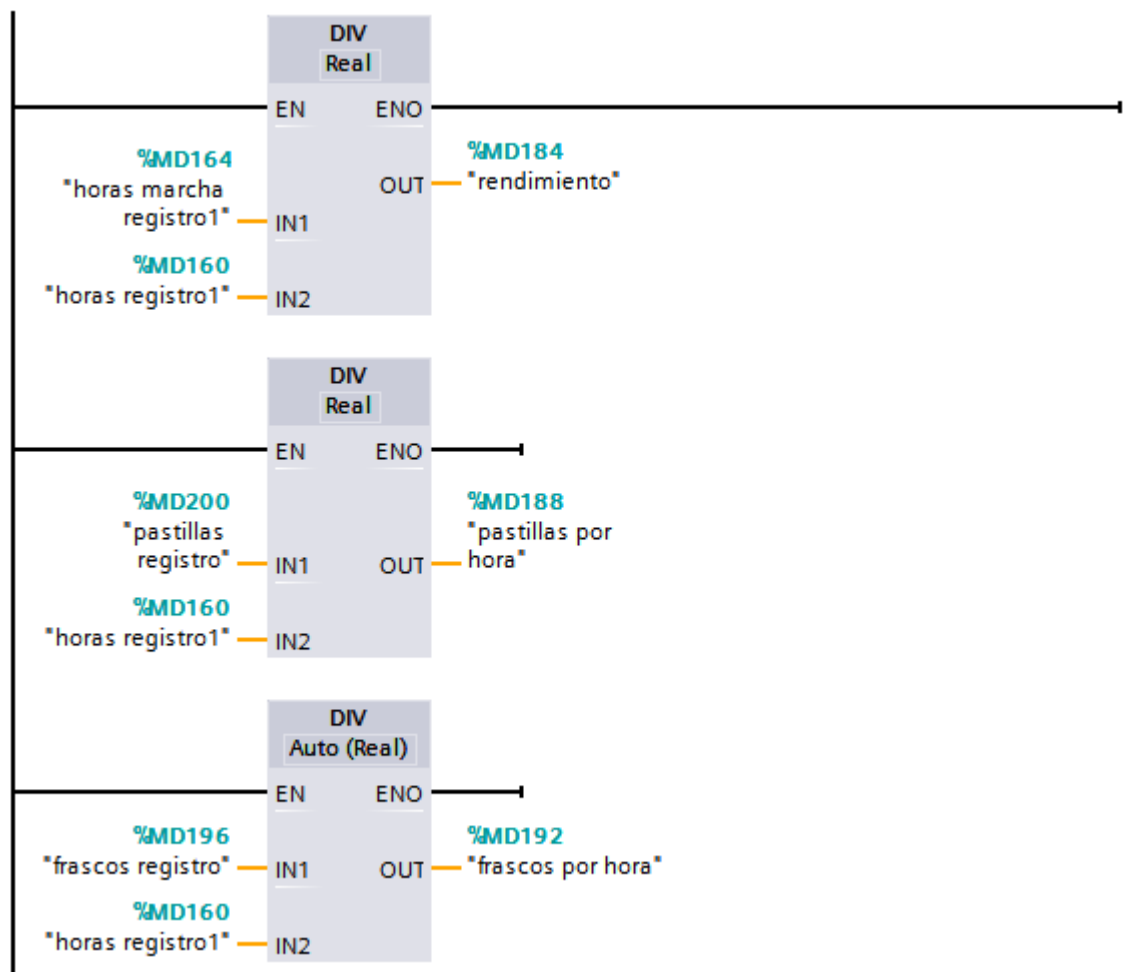 DIV
Real
EN ENO
%MD164
"horas marcha
registro1"
IN1
%MD184
OUT "rendimiento"
%MD160
"horas registro1" IN2
DIV
Real
EN ENO
%MD200
"pastillas
registro" IN1
%MD188
"pastillas por
OUT hora"
%MD160
"horas registro1" IN2
DIV
Auto (Real)
EN ENO
%MD196
"frascos registro" IN1
%MD192
OUT "frascos por hora"
%MD160
"horas registro1" IN2